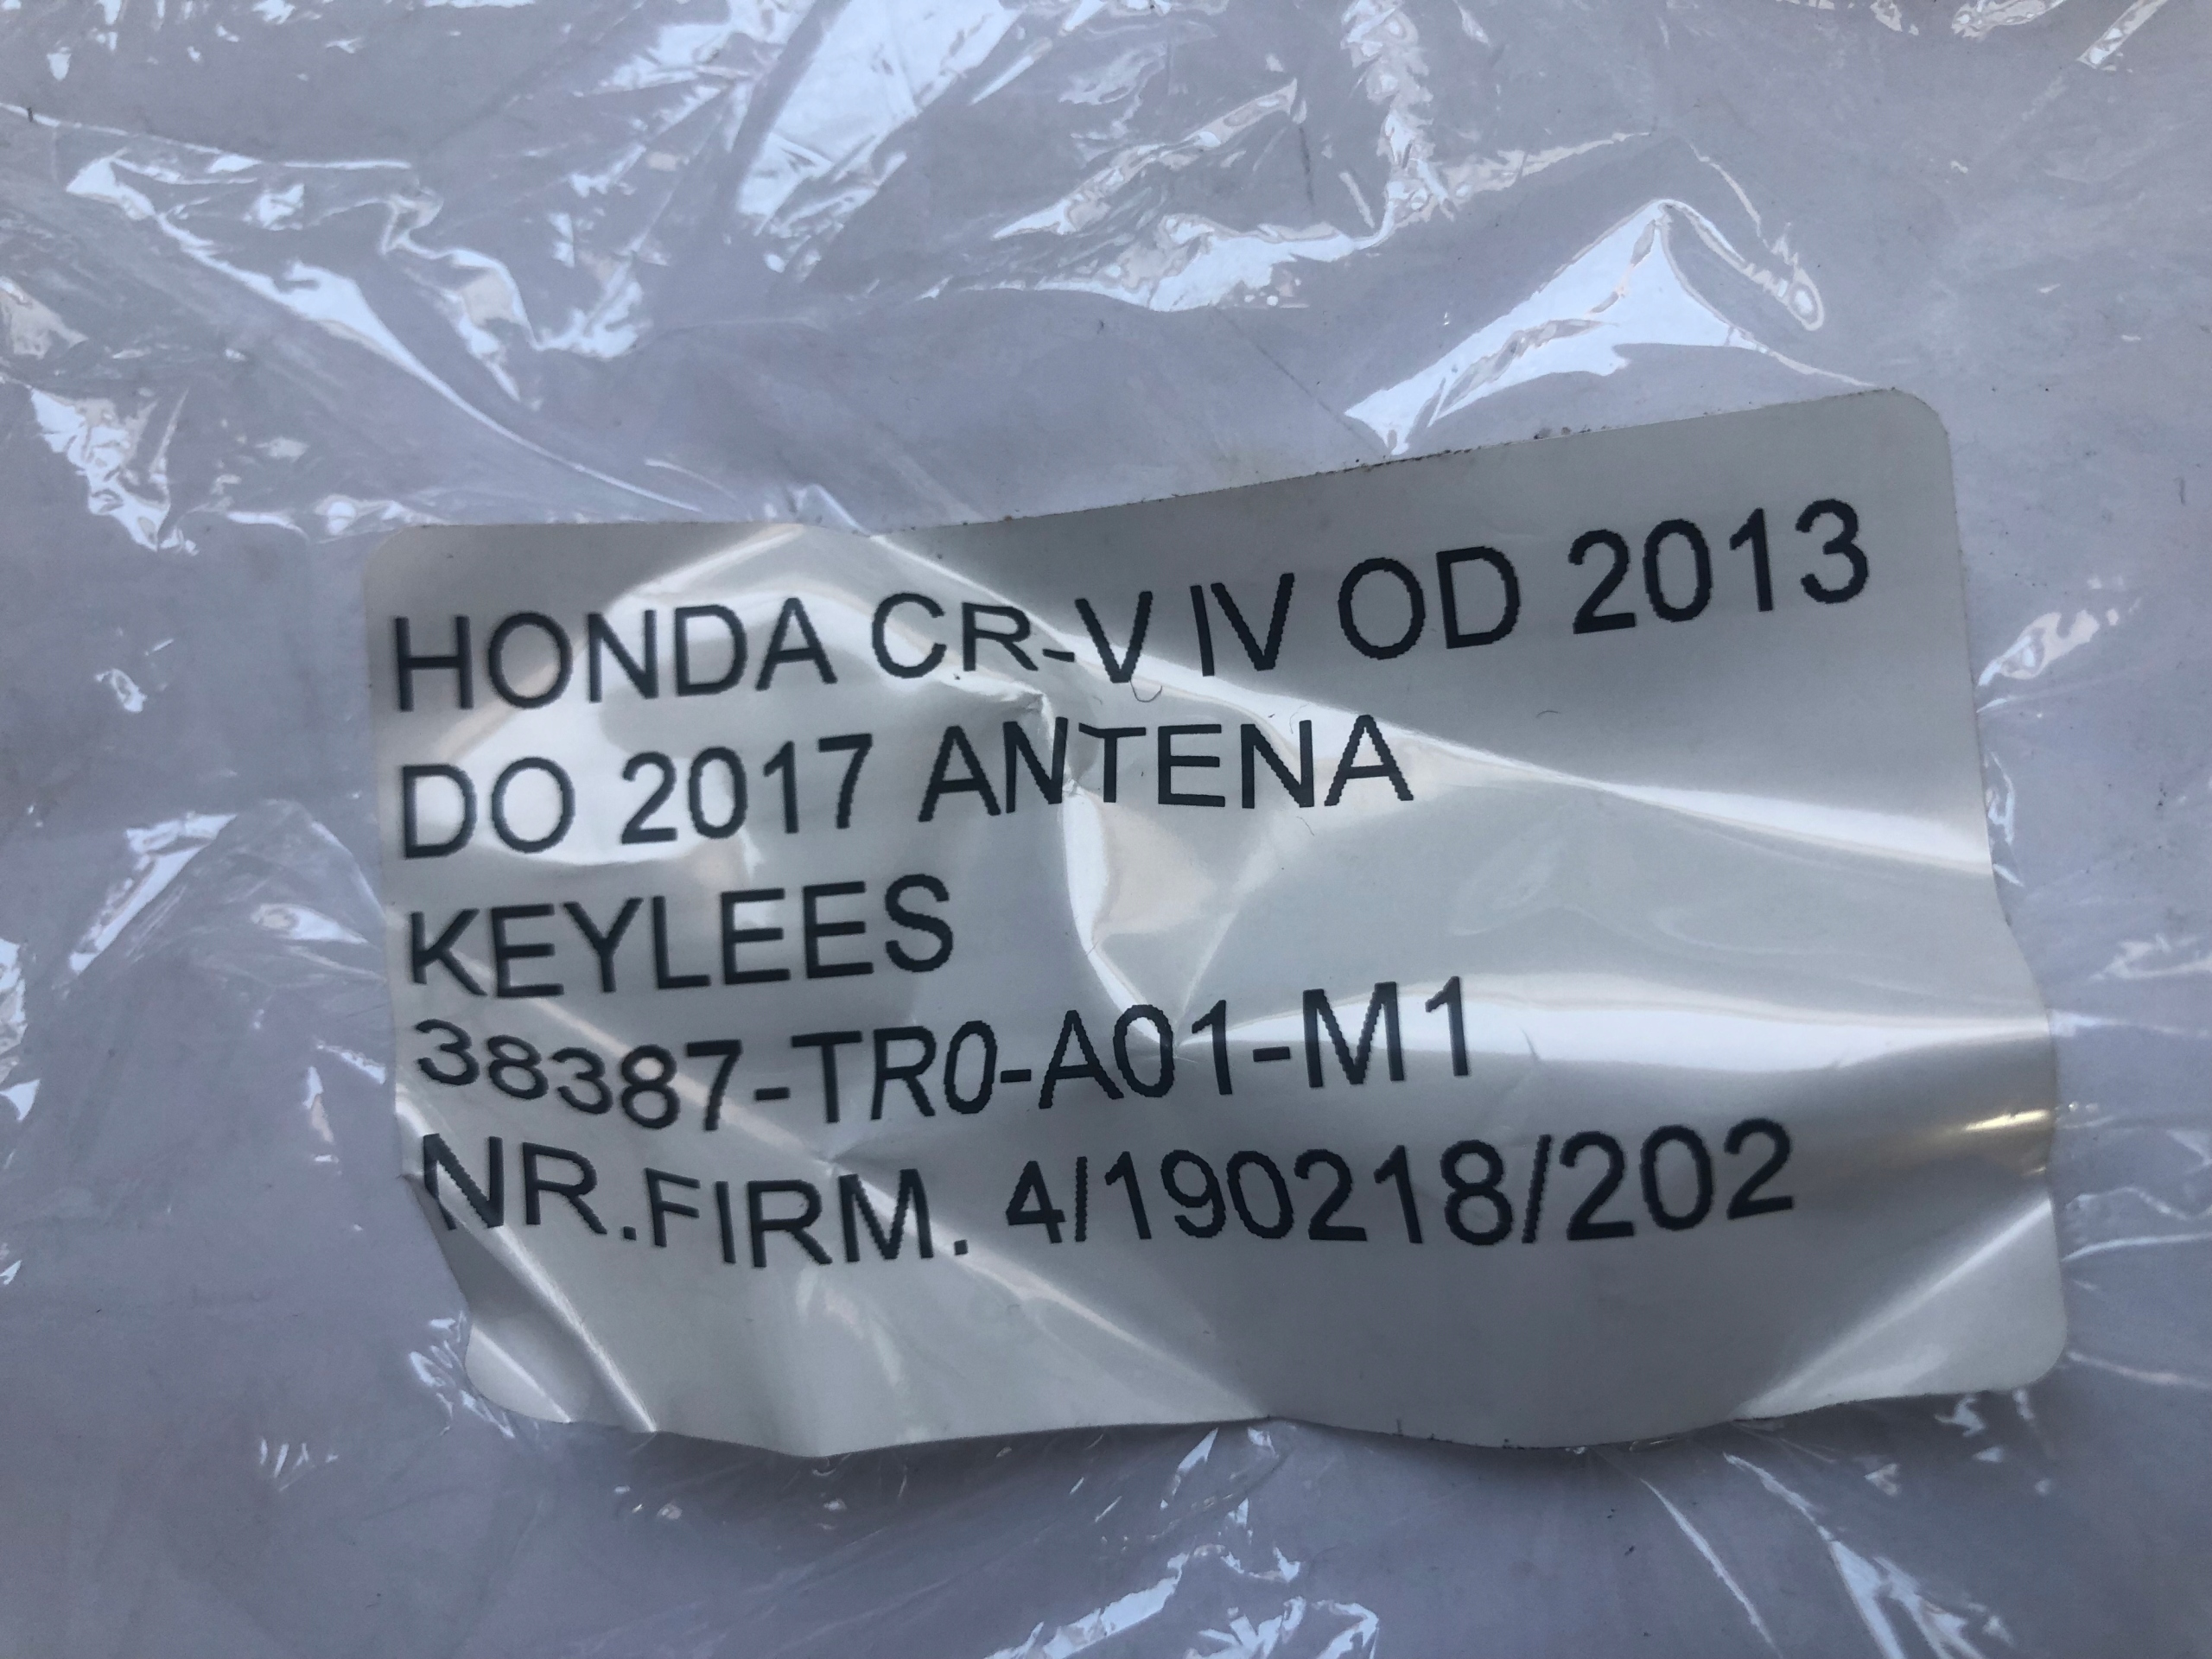 HONDA CR-V IV OD 2013
DO 2017 ANTENA
KEYLEES
38387-TR0-A01-M1
NR.FIRM. 4/190218/202